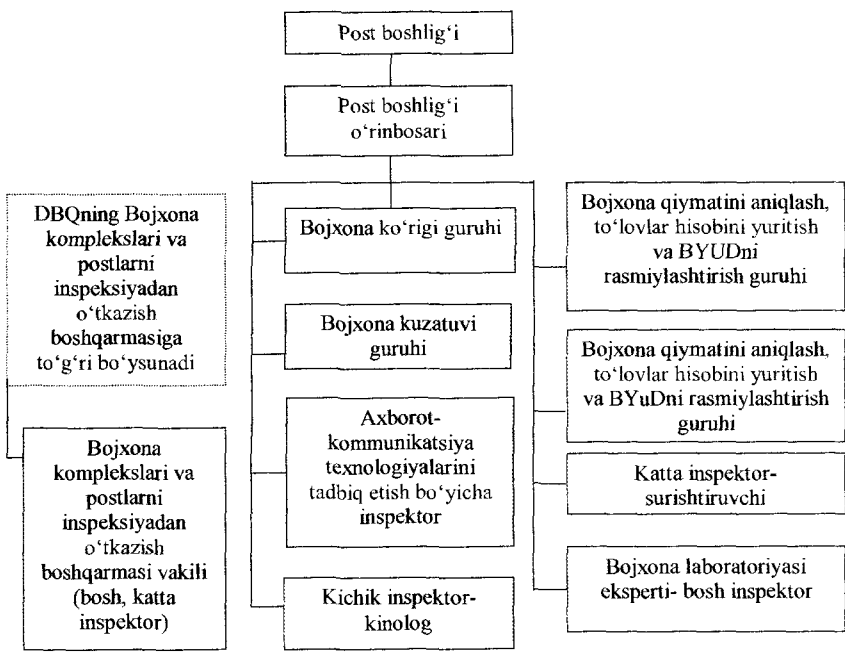 Post boshlig‘i
Post boshlig‘i
o‘rinbosari
DBQning Bojxona
komplekslari va
postlarni
inspeksiyadan
o‘tkazish
boshqarmasiga
to‘g‘ri bo‘ysunadi
Bojxona
komplekslari va
postlarni
inspeksiyadan
o‘tkazish
boshqarmasi vakili
(bosh, katta
inspektor)
Bojxona ko‘rigi guruhi
Bojxona kuzatuvi
guruhi
Axborot-
kommunikatsiya
texnologiyalarini
tadbiq etish bo‘yicha
inspektor
Kichik inspektor-
kinolog
Bojxona qiymatini aniqlash,
to‘lovlar hisobini yuritish
va BYUDni
rasmiylashtirish guruhi
Bojxona qiymatini aniqlash,
to‘lovlar hisobini yuritish
va BYuDni rasmiylashtirish
guruhi
Katta inspektor-
surishtiruvchi
Bojxona laboratoriyasi
eksperti- bosh inspektor